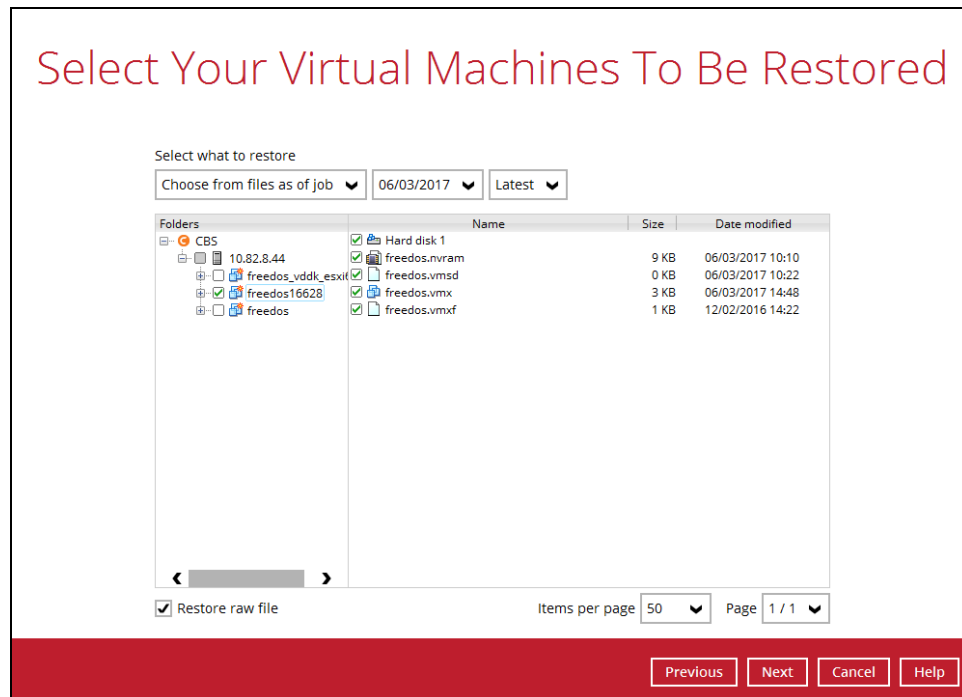 Select Your Virtual Machines To Be Restored
Select what to restore
Choose from files as of job 06/03/2017 Latest
Folders Name Size Date modified
CBS Hard disk 1
10.82.8.44 freedos.nvram 9 KB 06/03/2017 10:10
freedos_vddk_esxi6 freedos.vmsd 0 KB 06/03/2017 10:22
freedos16628 freedos.vmx 3 KB 06/03/2017 14:48
freedos freedos.vmxf 1 KB 12/02/2016 14:22
Restore raw file Items per page 50 Page 1 / 1
Previous Next Cancel Help